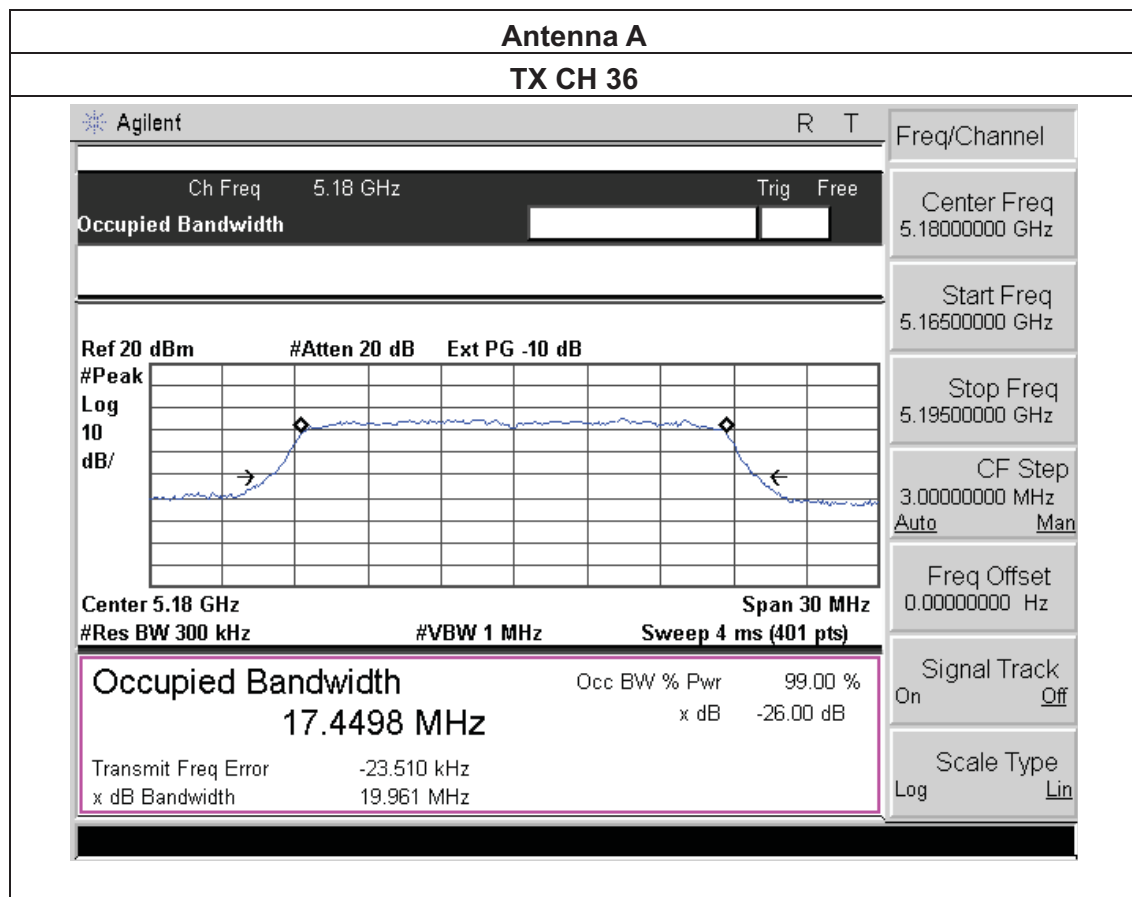 Antenna A
TX CH 36
Agilent R T
Freq/Channel
Ch Freq 5.18 GHz Trig Free
Occupied Bandwidth
Center Freq
5.18000000 GHz
Start Freq
5.16500000 GHz
Stop Freq
5.19500000 GHz
CF Step
3.00000000 MHz
Auto Man
Freq Offset
0.00000000 Hz
Signal Track
On Off
Scale Type
Log Lin
Ref 20 dBm #Atten 20 dB Ext PG -10 dB
#Peak
Log
10
dB/
Center 5.18 GHz Span 30 MHz
#Res BW 300 kHz #VBW 1 MHz Sweep 4 ms (401 pts)
Occupied Bandwidth Occ BW % Pwr 99.00 %
17.4498 MHz x dB -26.00 dB
Transmit Freq Error -23.510 kHz
x dB Bandwidth 19.961 MHz